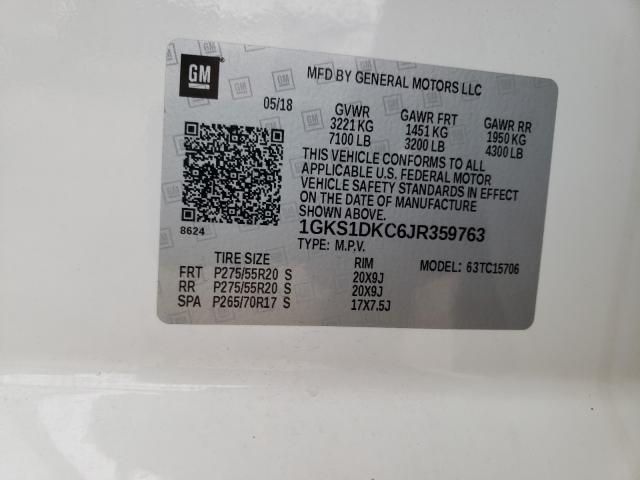 GM
MFD BY GENERAL MOTORS LLC
05/18
GVWR GAWR FRT GAWR RR
3221 KG 1451 KG 1950 KG
7100 LB 3200 LB 4300 LB
THIS VEHICLE CONFORMS TO ALL
APPLICABLE U.S. FEDERAL MOTOR
VEHICLE SAFETY STANDARDS IN EFFECT
ON THE DATE OF MANUFACTURE
SHOWN ABOVE.
8624
1GKS1DKC6JR359763
TYPE: M.P.V. MODEL: 63TC15706
TIRE SIZE RIM
FRT P275/55R20 S 20X9J
RR P275/55R20 S 20X9J
SPA P265/70R17 S 17X7.5J